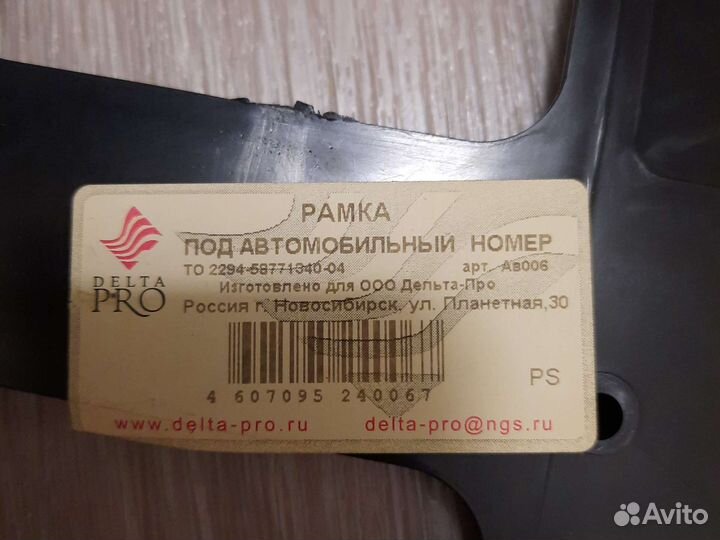 DELTA
PRO
РАМКА
ПОД АВТОМОБИЛЬНЫЙ НОМЕР
ТО 2294-58771340-04 арт. Ав006
Изготовлено для ООО Дельта-Про
Россия г. Новосибирск, ул. Планетная,30
4 607095 240067
PS
www.delta-pro.ru delta-pro@ngs.ru
Avito